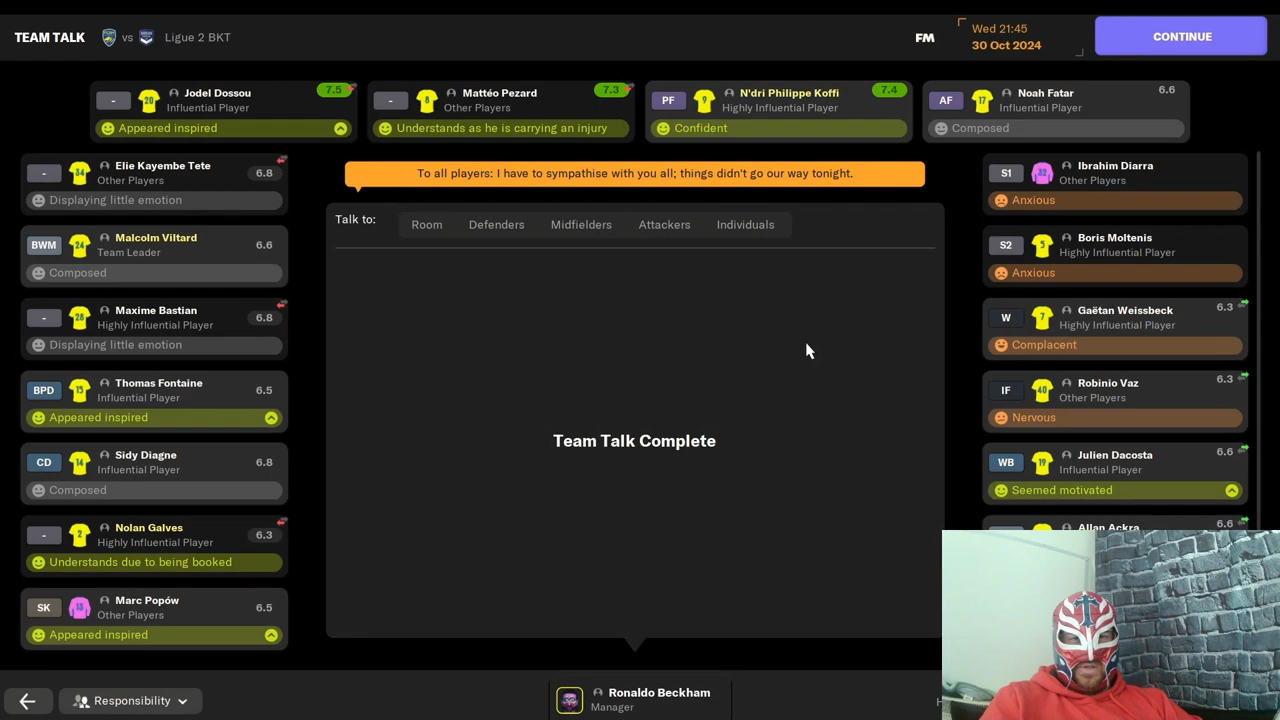 TEAM TALK
vs
Ligue 2 BKT
FM
Wed 21:45
30 Oct 2024
CONTINUE
-
20
Jodel Dossou
Influential Player
7.5
Appeared inspired
-
8
Mattéo Pezard
Other Players
7.3
Understands as he is carrying an injury
PF
9
N'dri Philippe Koffi
Highly Influential Player
7.4
Confident
AF
17
Noah Fatar
Influential Player
6.6
Composed
-
34
Elie Kayembe Tete
Other Players
6.8
Displaying little emotion
BWM
24
Malcolm Viltard
Team Leader
6.6
Composed
-
28
Maxime Bastian
Highly Influential Player
6.8
Displaying little emotion
BPD
15
Thomas Fontaine
Influential Player
6.5
Appeared inspired
CD
14
Sidy Diagne
Influential Player
6.8
Composed
-
2
Nolan Galves
Highly Influential Player
6.3
Understands due to being booked
SK
13
Marc Popów
Other Players
6.5
Appeared inspired
To all players: I have to sympathise with you all; things didn't go our way tonight.
Talk to:
Room
Defenders
Midfielders
Attackers
Individuals
Team Talk Complete
S1
32
Ibrahim Diarra
Other Players
Anxious
S2
5
Boris Moltenis
Highly Influential Player
Anxious
W
7
Gaëtan Weissbeck
Highly Influential Player
6.3
Complacent
IF
40
Robinio Vaz
Other Players
6.3
Nervous
WB
19
Julien Dacosta
Influential Player
6.6
Seemed motivated
Allan Ackra
6.6
Responsibility
Ronaldo Beckham
Manager